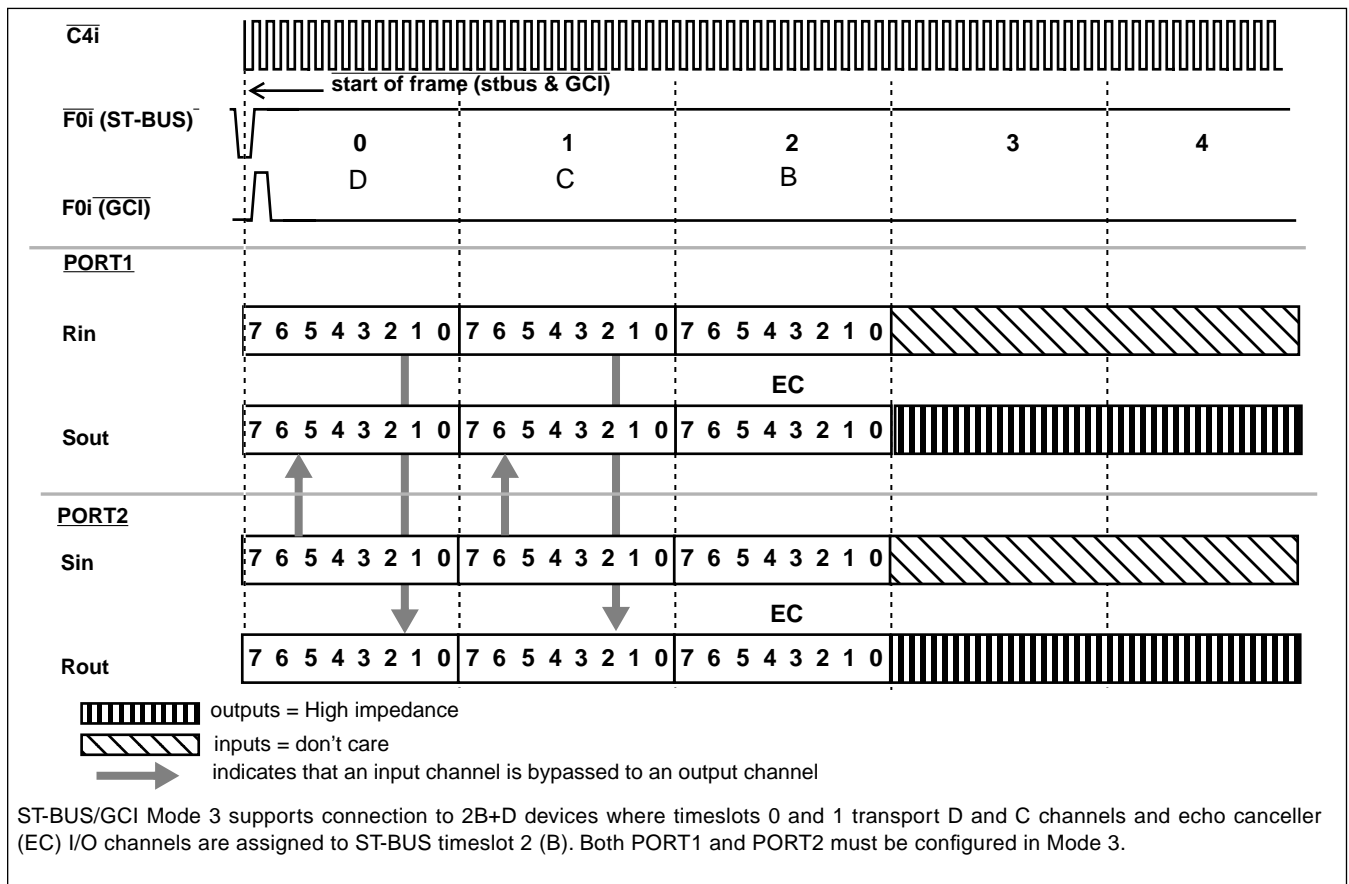 C4i
start of frame (stbus & GCI)
F0i (ST-BUS)
0 1 2 3 4
D C B
F0i (GCI)
PORT1
Rin 7 6 5 4 3 2 1 0 7 6 5 4 3 2 1 0 7 6 5 4 3 2 1 0
EC
Sout 7 6 5 4 3 2 1 0 7 6 5 4 3 2 1 0 7 6 5 4 3 2 1 0
PORT2
Sin 7 6 5 4 3 2 1 0 7 6 5 4 3 2 1 0 7 6 5 4 3 2 1 0
EC
Rout 7 6 5 4 3 2 1 0 7 6 5 4 3 2 1 0 7 6 5 4 3 2 1 0
outputs = High impedance
inputs = don't care
indicates that an input channel is bypassed to an output channel
ST-BUS/GCI Mode 3 supports connection to 2B+D devices where timeslots 0 and 1 transport D and C channels and echo canceller
(EC) I/O channels are assigned to ST-BUS timeslot 2 (B). Both PORT1 and PORT2 must be configured in Mode 3.